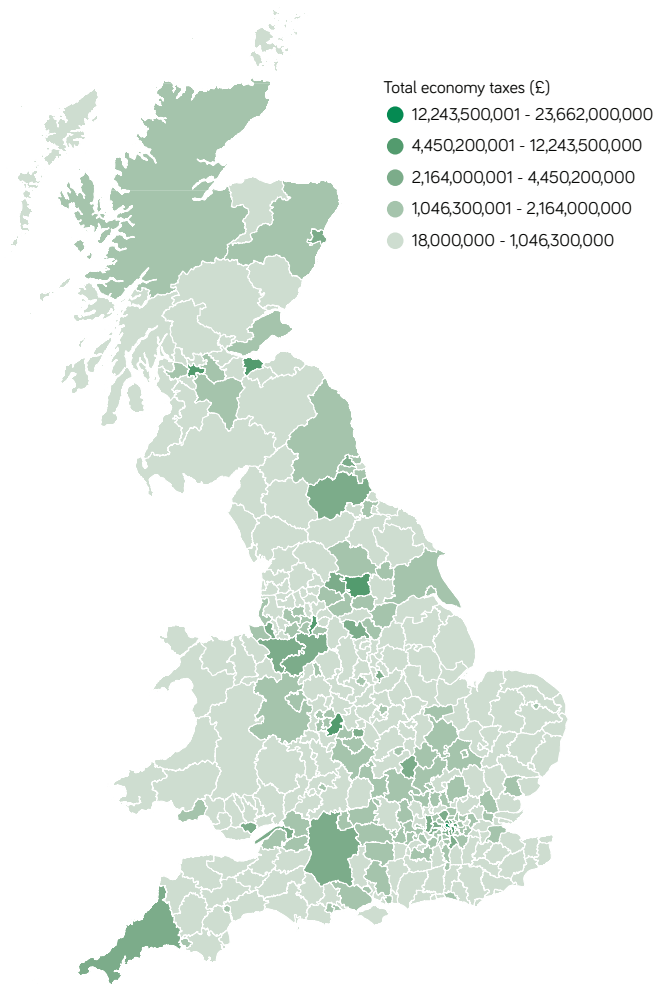 Total economy taxes (£)
12,243,500,001 - 23,662,000,000
4,450,200,001 - 12,243,500,000
2,164,000,001 - 4,450,200,000
1,046,300,001 - 2,164,000,000
18,000,000 - 1,046,300,000